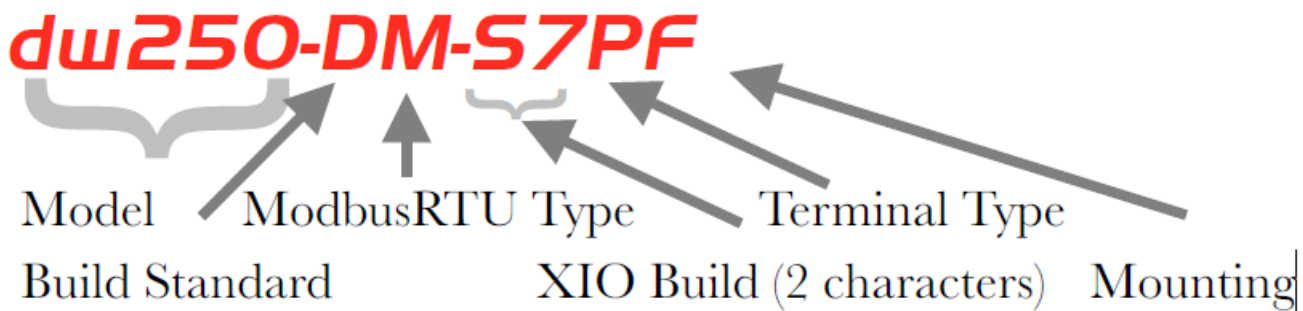 dw250-DM-S7PF
Model ModbusRTU Type Terminal Type
Build Standard XIO Build (2 characters) Mounting